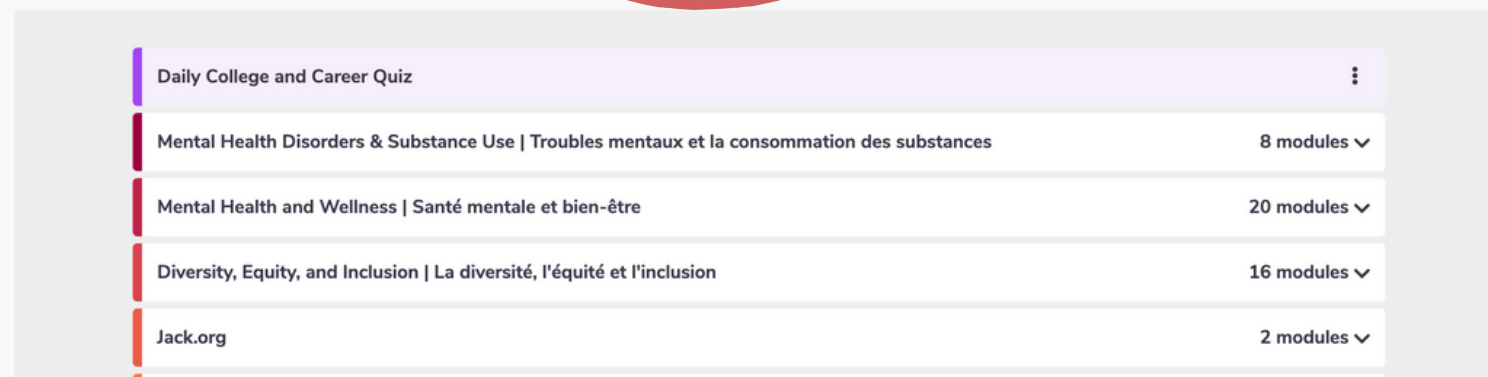 Daily College and Career Quiz
Mental Health Disorders & Substance Use | Troubles mentaux et la consommation des substances 8 modules
Mental Health and Wellness | Santé mentale et bien-être 20 modules
Diversity, Equity, and Inclusion | La diversité, l'équité et l'inclusion 16 modules
Jack.org 2 modules